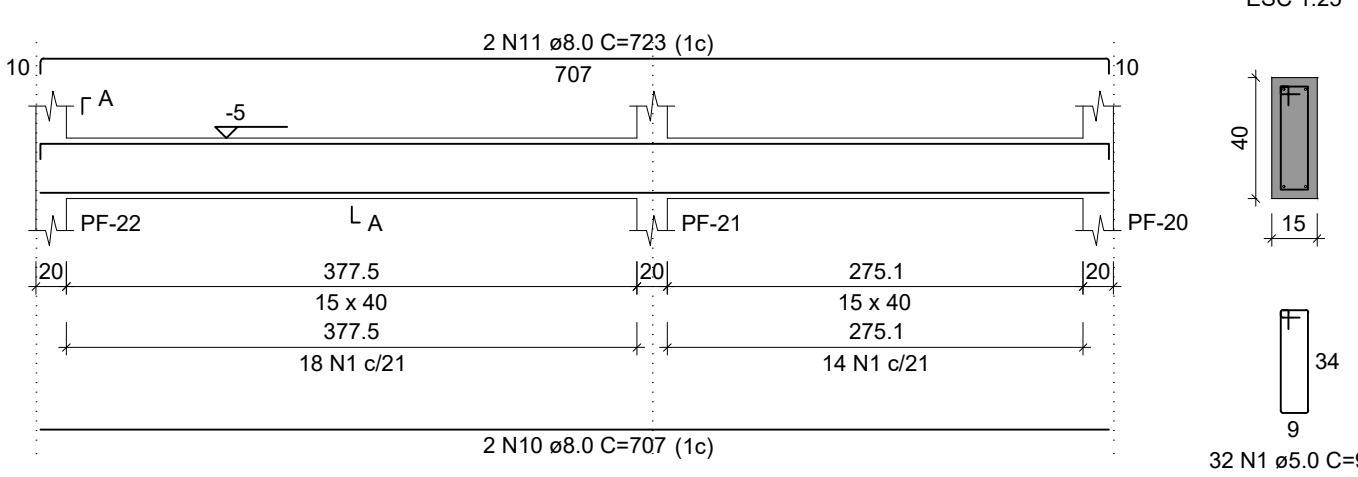 ESC 1:25
2 N11 ø8.0 C=723 (1c)
10
707
10
A
-5
40
A
PF-22
PF-21
PF-20
15
20
377.5
20
275.1
20
15 x 40
15 x 40
377.5
275.1
18 N1 c/21
14 N1 c/21
34
9
2 N10 ø8.0 C=707 (1c)
32 N1 ø5.0 C=9